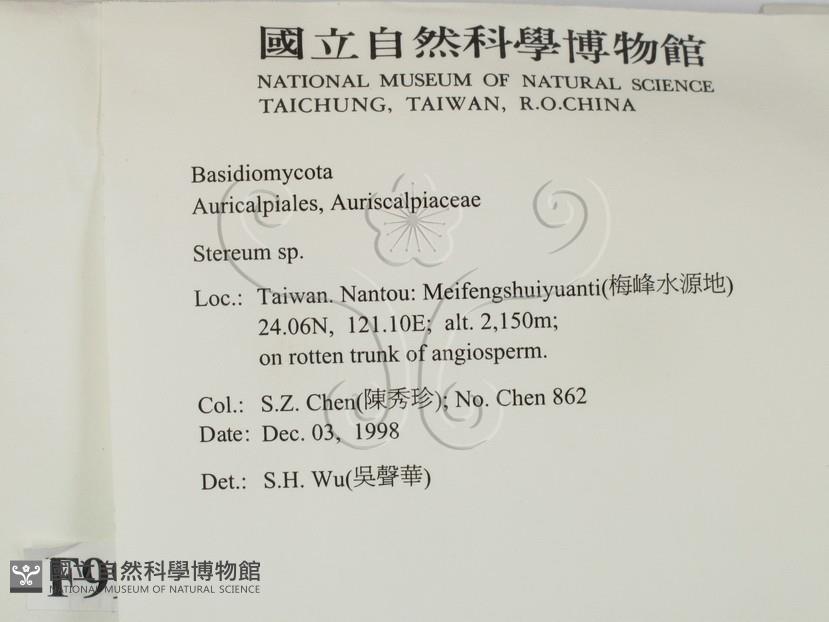 國立自然科學博物館
NATIONAL MUSEUM OF NATURAL SCIENCE
TAICHUNG, TAIWAN, R.O.CHINA
Basidiomycota
Auricalpiales, Auriscalpiaceae
Stereum sp.
Loc.: Taiwan. Nantou: Meifengshuiyuanti(梅峰水源地)
24.06N, 121.10E; alt. 2,150m;
on rotten trunk of angiosperm.
Col.: S.Z. Chen(陳秀珍); No. Chen 862
Date: Dec. 03, 1998
Det.: S.H. Wu(吳聲華)
F9
國立自然科學博物館
NATIONAL MUSEUM OF NATURAL SCIENCE